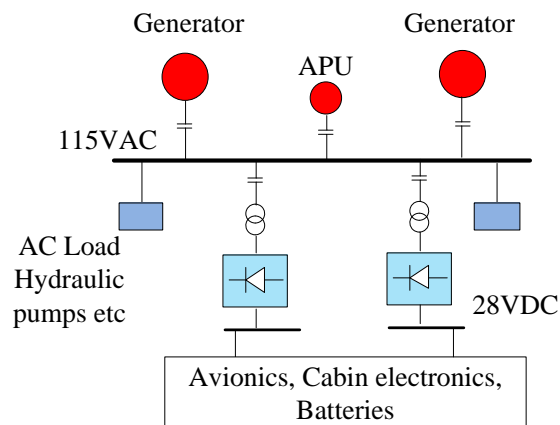 Generator
Generator
APU
115VAC
AC Load
Hydraulic
pumps etc
28VDC
Avionics, Cabin electronics,
Batteries